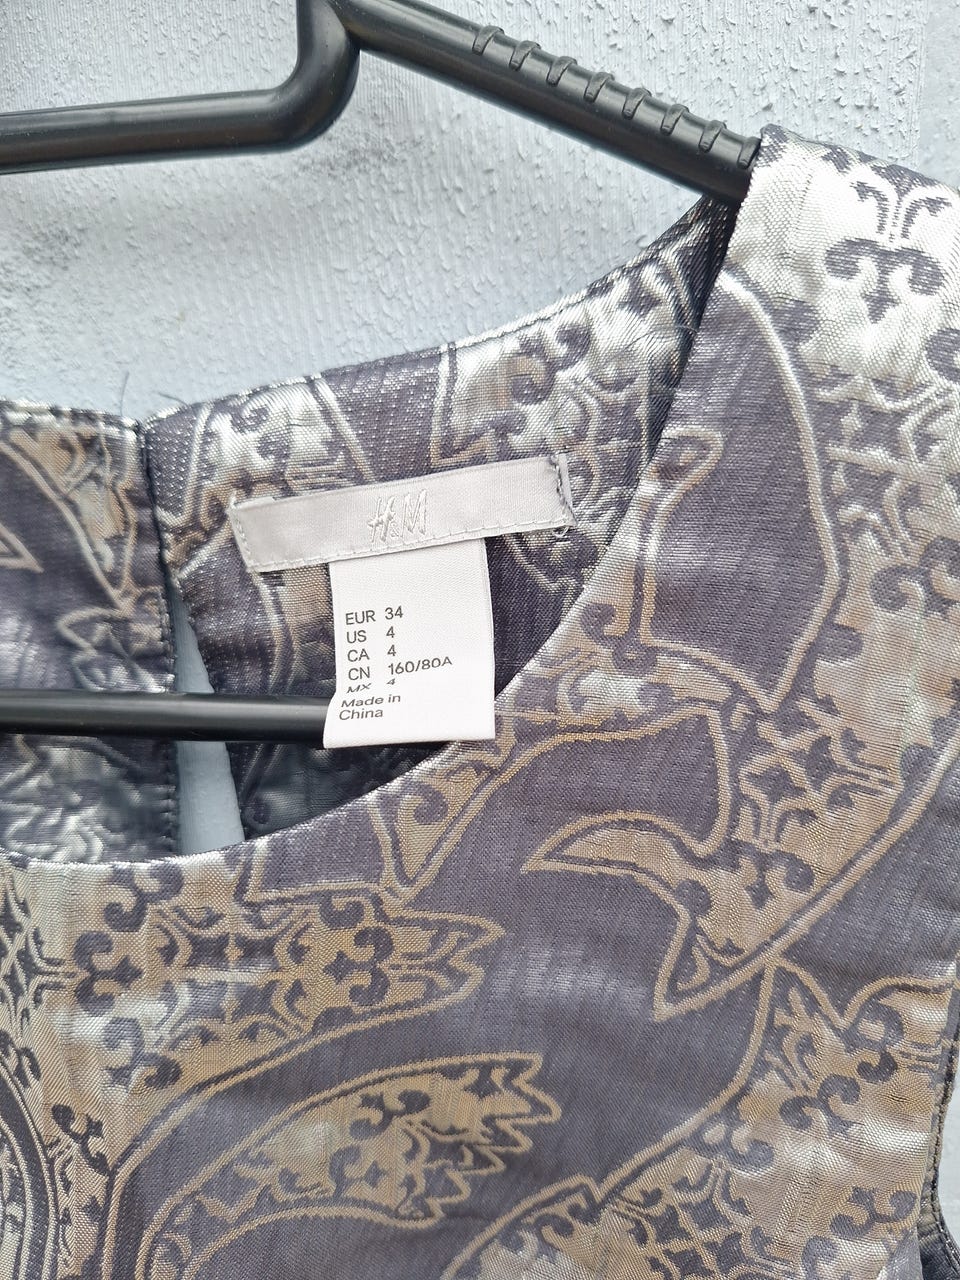 H&M
EUR 34
US 4
CA 4
CN 160/80A
MX 4
Made in
China